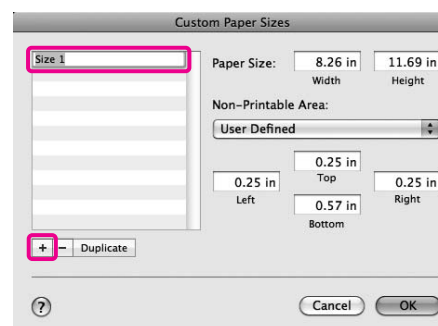 Custom Paper Sizes
Size 1
Paper Size: 8.26 in 11.69 in
Width Height
Non-Printable Area:
User Defined
0.25 in
Top
0.25 in 0.25 in
Left Right
0.57 in
Bottom
+ − Duplicate
? Cancel OK